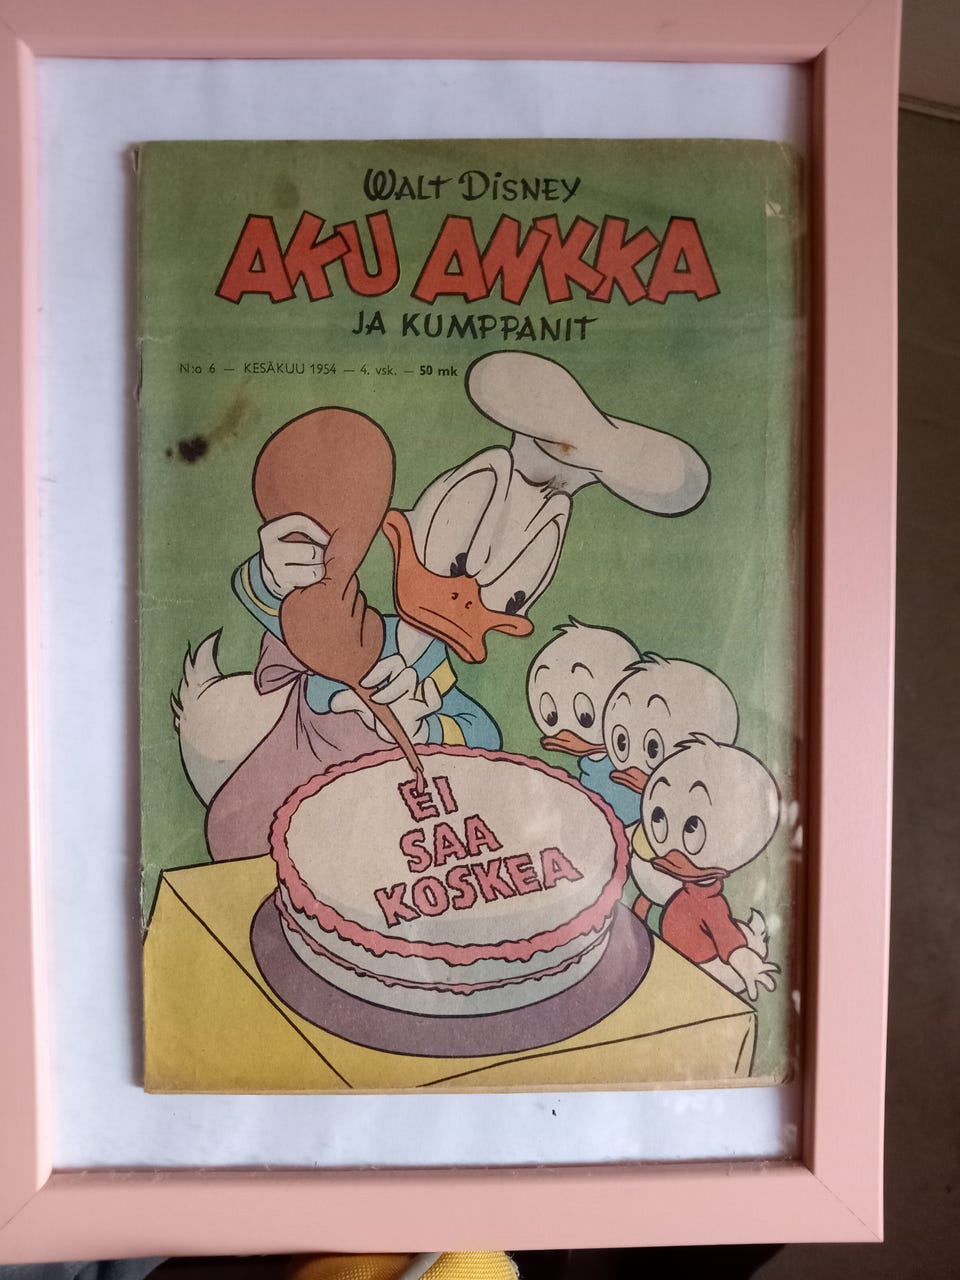 WALT DiSNEY
AKU ANKKA
JA KUMPPANIT
N:o 6 — KESÄKUU 1954 — 4. vsk. — 50 mk
EI
SAA
KOSKEA